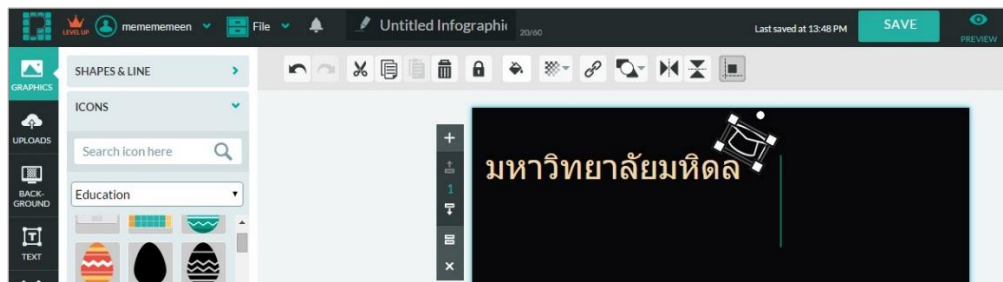 LEVEL UP
memememeen
File
Untitled Infographi
20/60
Last saved at 13:48 PM
SAVE
PREVIEW
GRAPHICS
SHAPES & LINE
ICONS
UPLOADS
Search icon here
BACK-
GROUND
Education
TEXT
1
มหาวิทยาลัยมหิดล